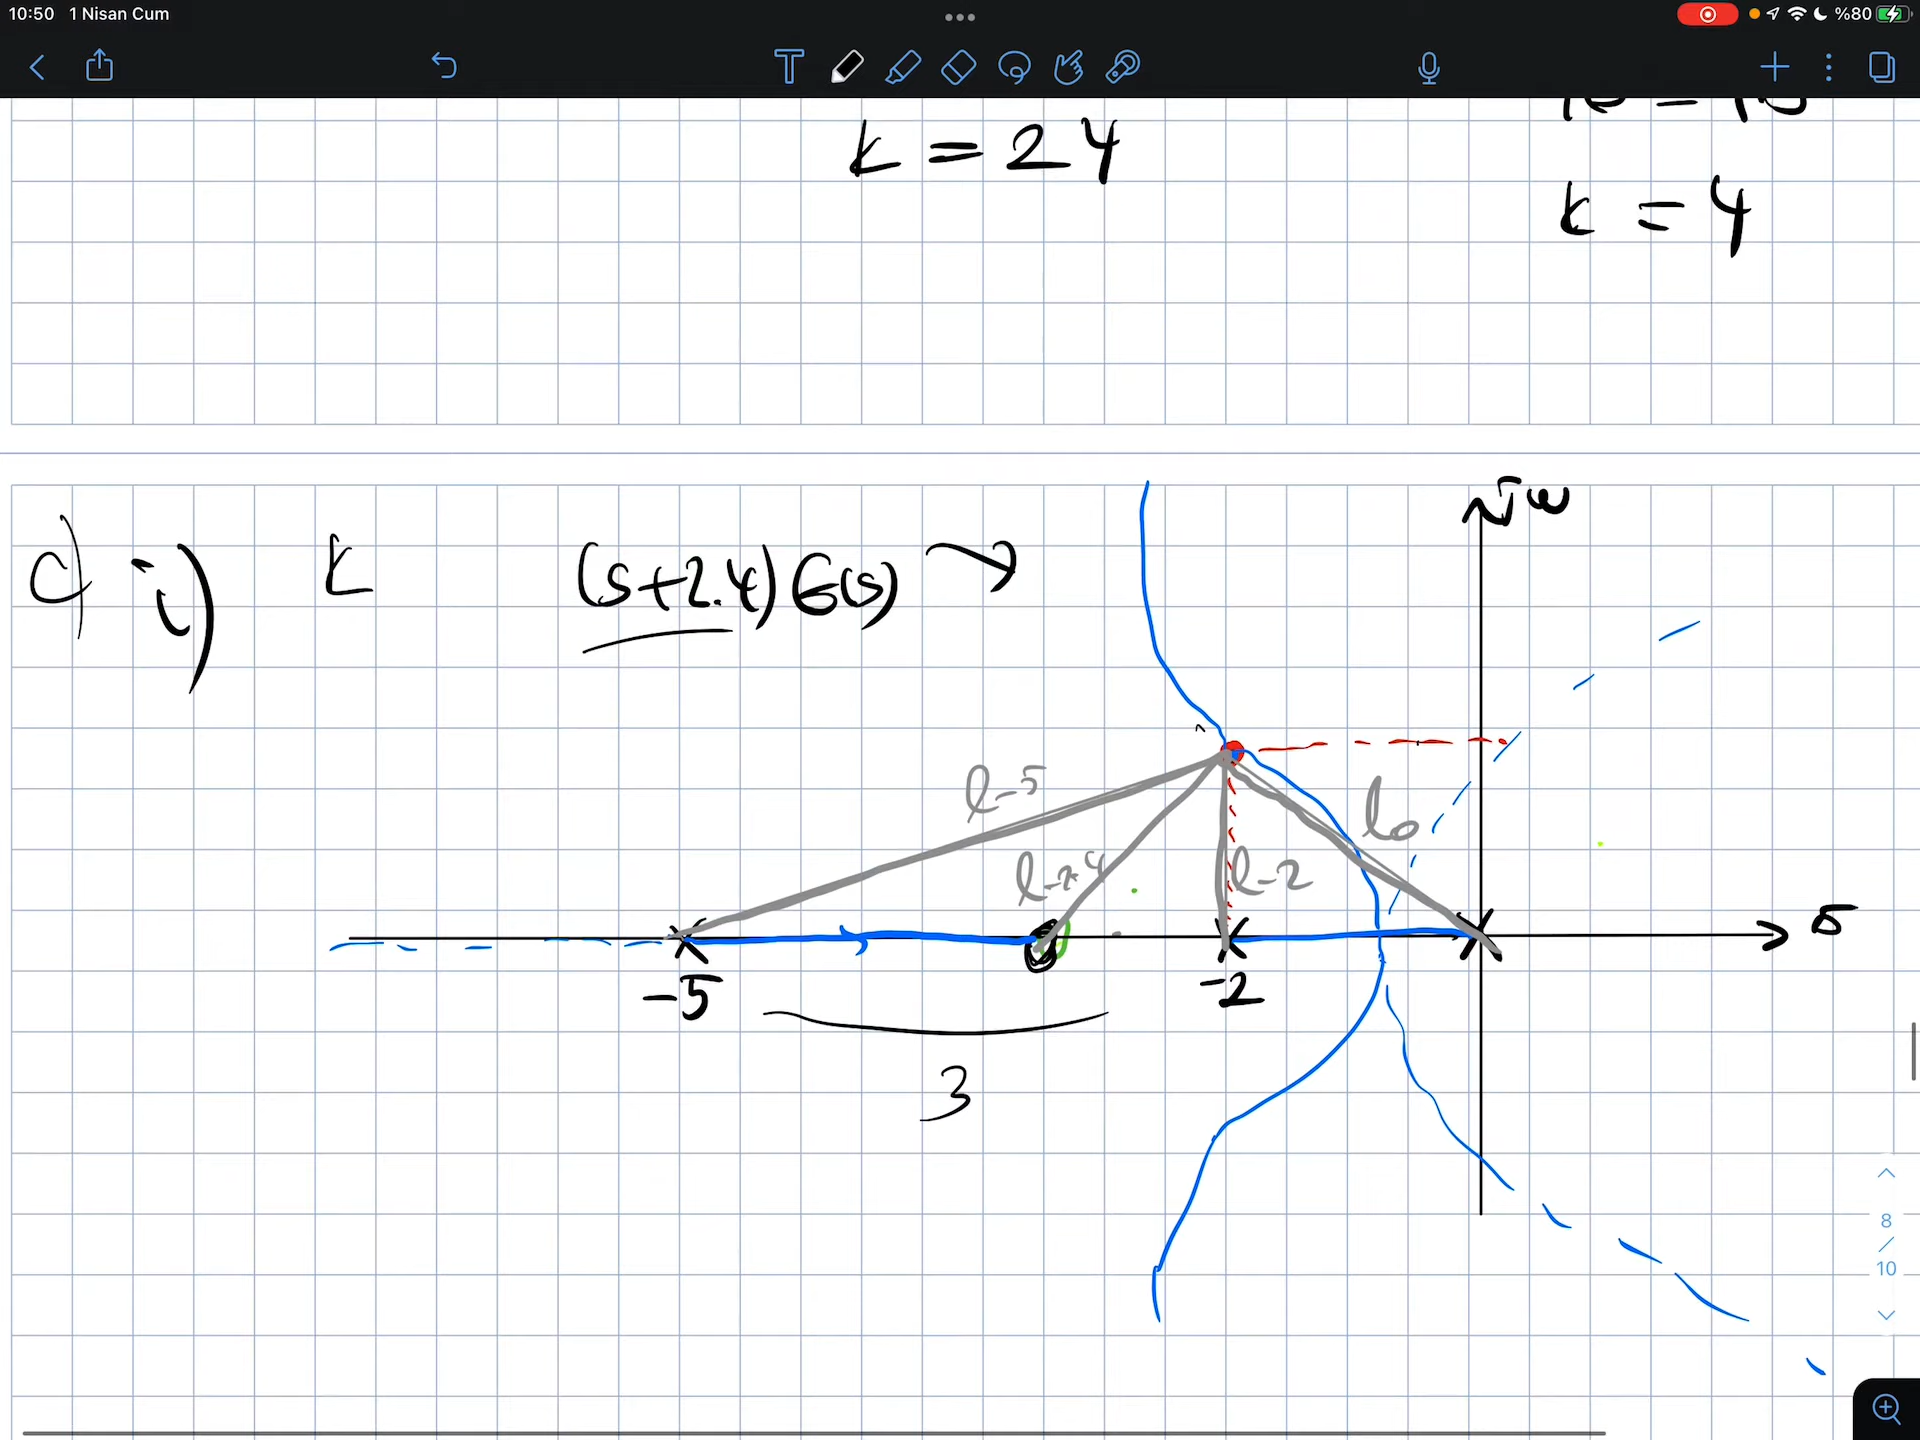 10:50 1 Nisan Cum
%80
k = 24
k = 4
c) i) k (s+2.4)G(s)
jω
l-5
l0
l-2.4
l-2
σ
-5
-2
3
8
/
10